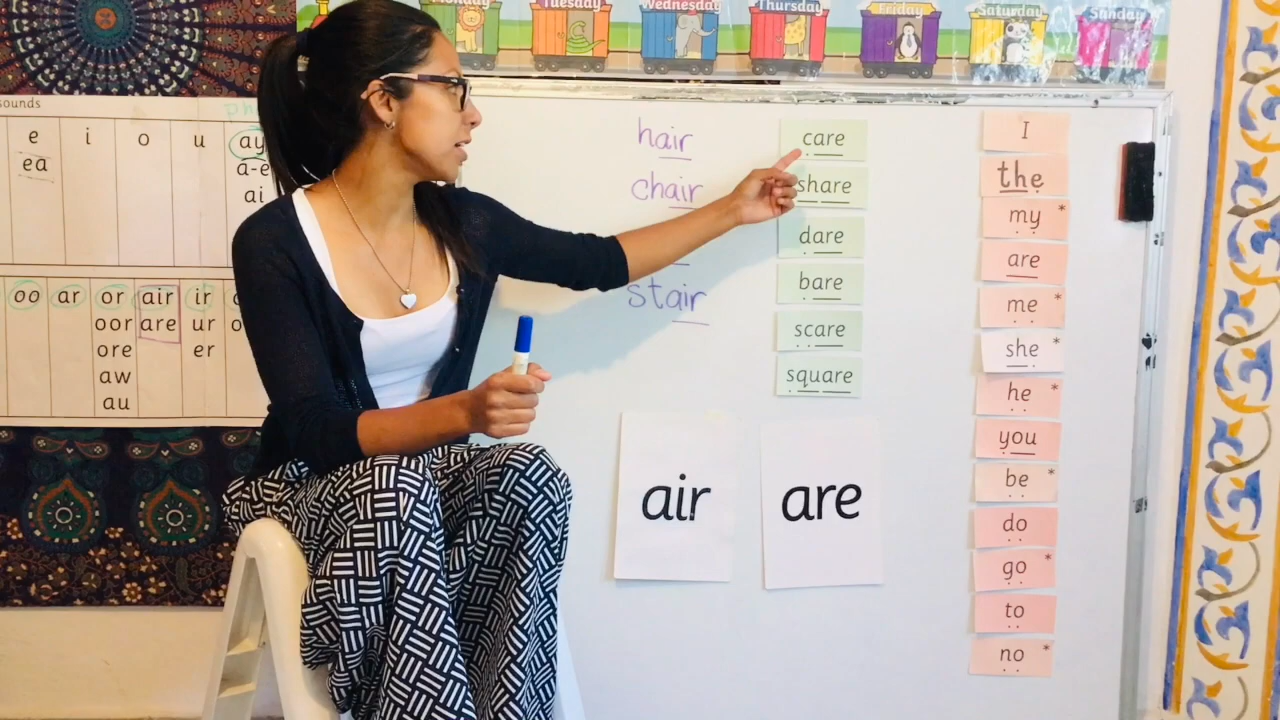 Monday
Tuesday
Wednesday
Thursday
Friday
Saturday
Sunday
sounds
e
ea
i
o
u
ay
a-e
ai
oo
ar
or
oor
ore
aw
au
air
are
ir
ur
er
hair
chair
stair
care
share
dare
bare
scare
square
air
are
I
the
my *
are
me *
she *
he *
you
be *
do
go *
to
no *